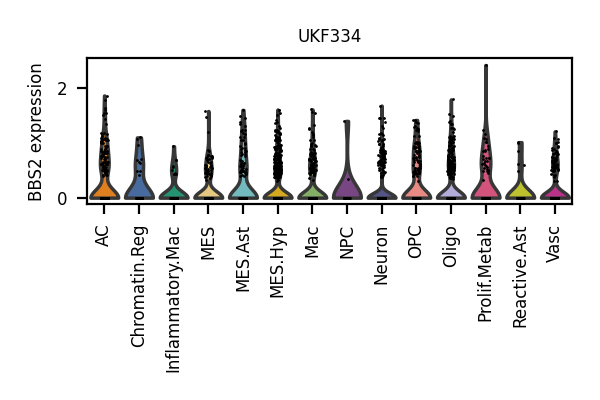 UKF334
BBS2 expression
2
0
AC
Chromatin.Reg
Inflammatory.Mac
MES
MES.Ast
MES.Hyp
Mac
NPC
Neuron
OPC
Oligo
Prolif.Metab
Reactive.Ast
Vasc